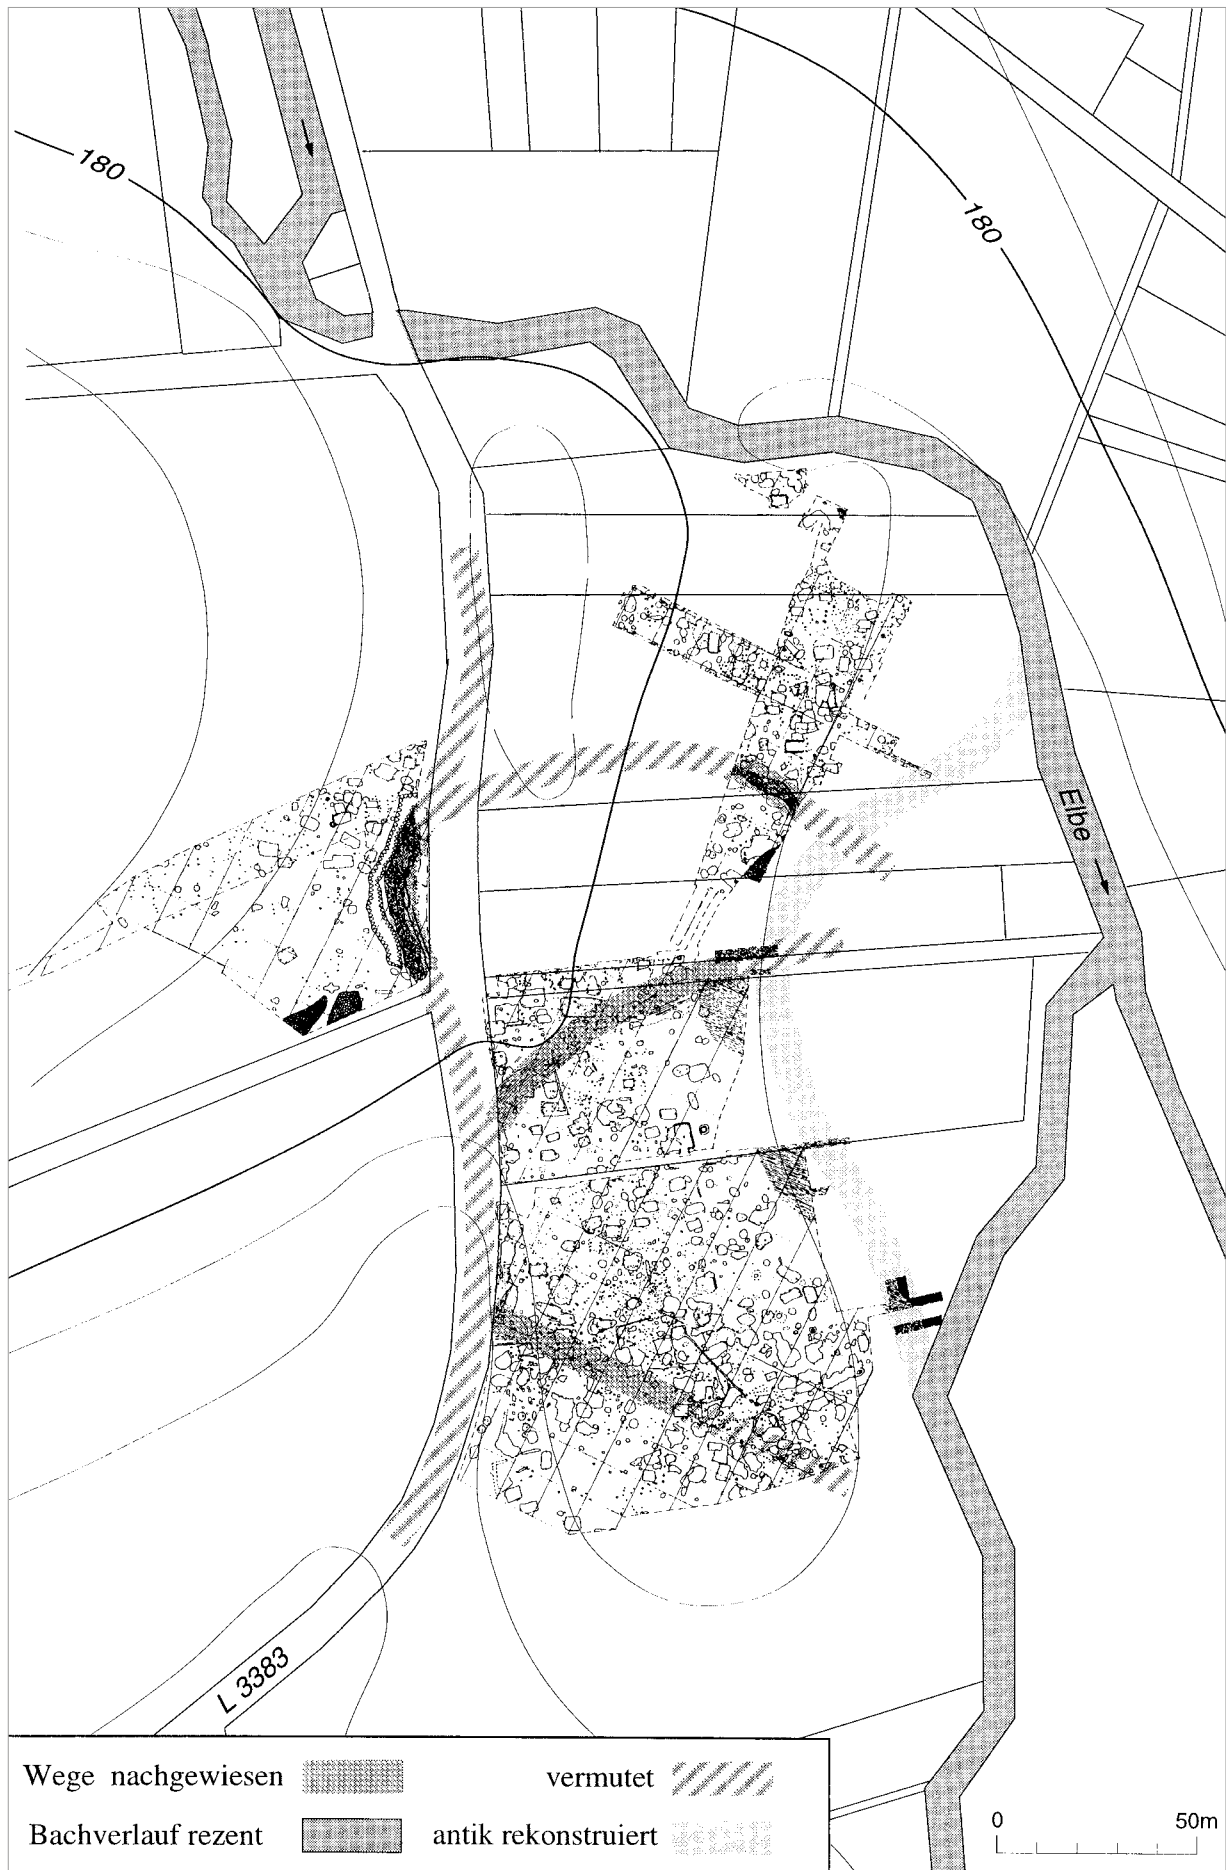 180
180
Elbe
L 3383
Wege nachgewiesen
vermutet
Bachverlauf rezent
antik rekonstruiert
0 50m